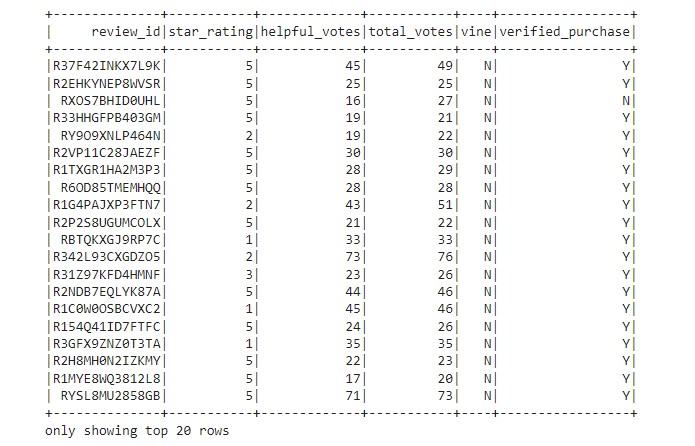 +--------------+-----------+-------------+-----------+----+-----------------+
|     review_id|star_rating|helpful_votes|total_votes|vine|verified_purchase|
+--------------+-----------+-------------+-----------+----+-----------------+
|R37F42INKX7L9K|          5|           45|         49|   N|                Y|
|R2EHKYNEP8WVSR|          5|           25|         25|   N|                Y|
| RXOS7BHID0UHL|          5|           16|         27|   N|                N|
|R33HHGFPB403GM|          5|           19|         21|   N|                Y|
| RY9O9XNLP464N|          2|           19|         22|   N|                Y|
|R2VP11C28JAEZF|          5|           30|         30|   N|                Y|
|R1TXGR1HA2M3P3|          5|           28|         29|   N|                Y|
| R6OD85TMEMHQQ|          5|           28|         28|   N|                Y|
|R1G4PAJXP3FTN7|          2|           43|         51|   N|                Y|
|R2P2S8UGUMCOLX|          5|           21|         22|   N|                Y|
| RBTQKXGJ9RP7C|          1|           33|         33|   N|                Y|
|R342L93CXGDZO5|          2|           73|         76|   N|                Y|
|R31Z97KFD4HMNF|          3|           23|         26|   N|                Y|
|R2NDB7EQLYK87A|          5|           44|         46|   N|                Y|
|R1C0W0OSBCVXC2|          1|           45|         46|   N|                Y|
|R154Q41ID7FTFC|          5|           24|         26|   N|                Y|
|R3GFX9ZNZ0T3TA|          1|           35|         35|   N|                Y|
|R2H8MH0N2IZKMY|          5|           22|         23|   N|                Y|
|R1MYE8WQ3812L8|          5|           17|         20|   N|                Y|
| RYSL8MU2858GB|          5|           71|         73|   N|                Y|
+--------------+-----------+-------------+-----------+----+-----------------+
only showing top 20 rows